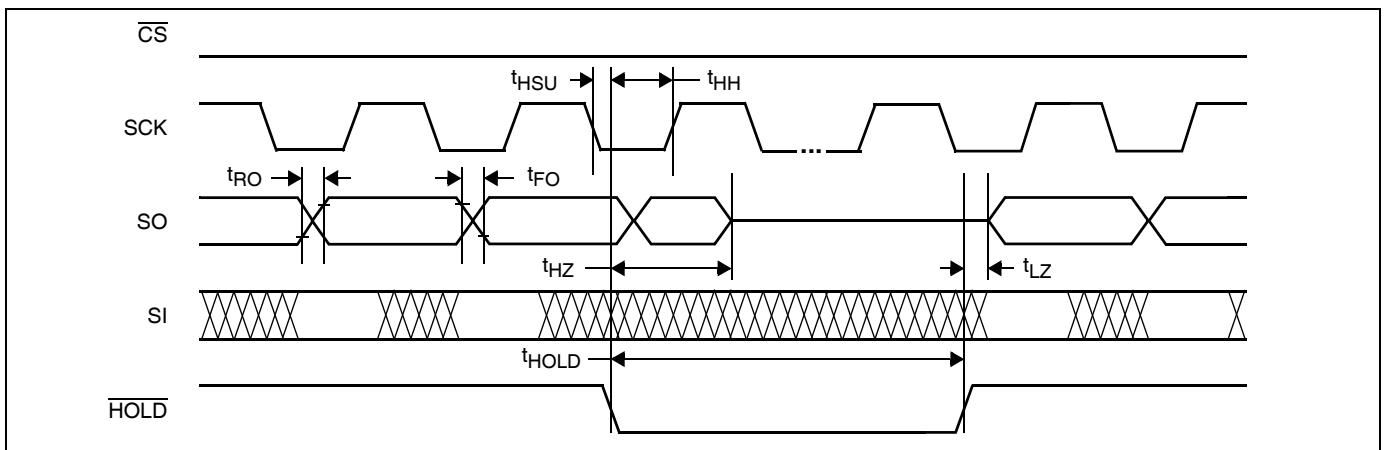 CS
tHSU
tHH
SCK
...
tRO
tFO
SO
tHZ
tLZ
SI
tHOLD
HOLD